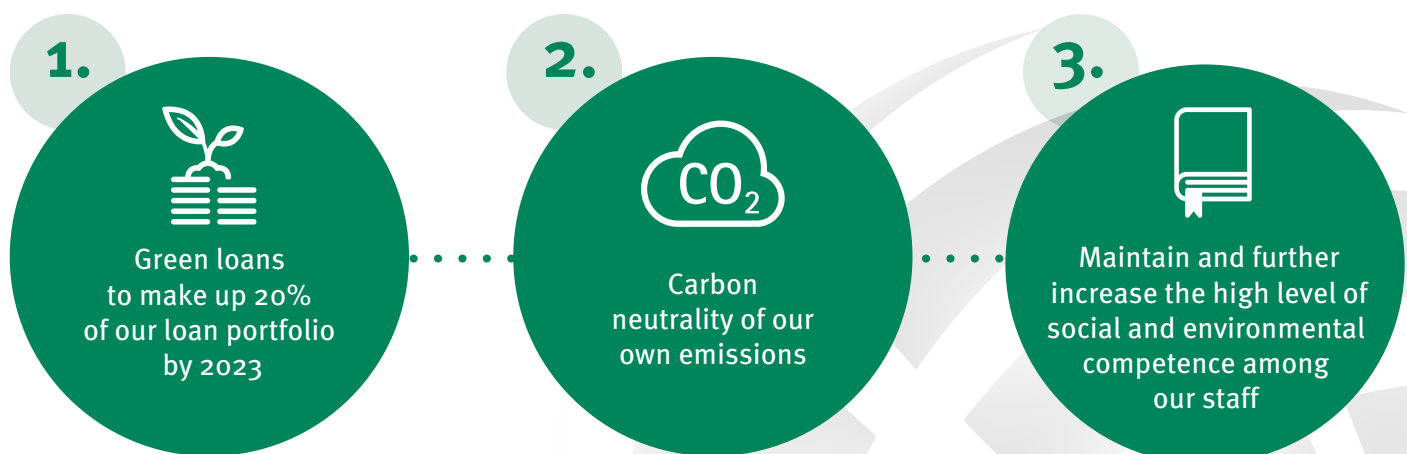 1.
Green loans
to make up 20%
of our loan portfolio
by 2023
2.
CO₂
Carbon
neutrality of our
own emissions
3.
Maintain and further
increase the high level of
social and environmental
competence among
our staff